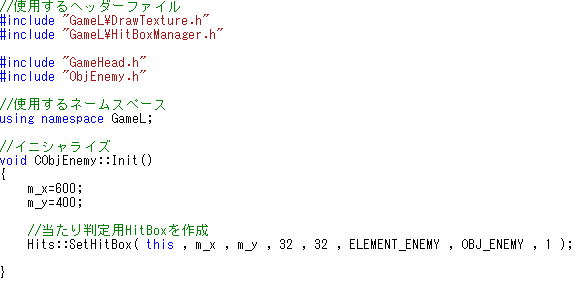 //使用するヘッダーファイル
#include "GameL¥DrawTexture.h"
#include "GameL¥HitBoxManager.h"
#include "GameHead.h"
#include "ObjEnemy.h"
//使用するネームスペース
using namespace GameL;
//イニシャライズ
void CObjEnemy::Init()
{
m_x=600;
m_y=400;
//当たり判定用HitBoxを作成
Hits::SetHitBox( this , m_x , m_y , 32 , 32 , ELEMENT_ENEMY , OBJ_ENEMY , 1 );
}